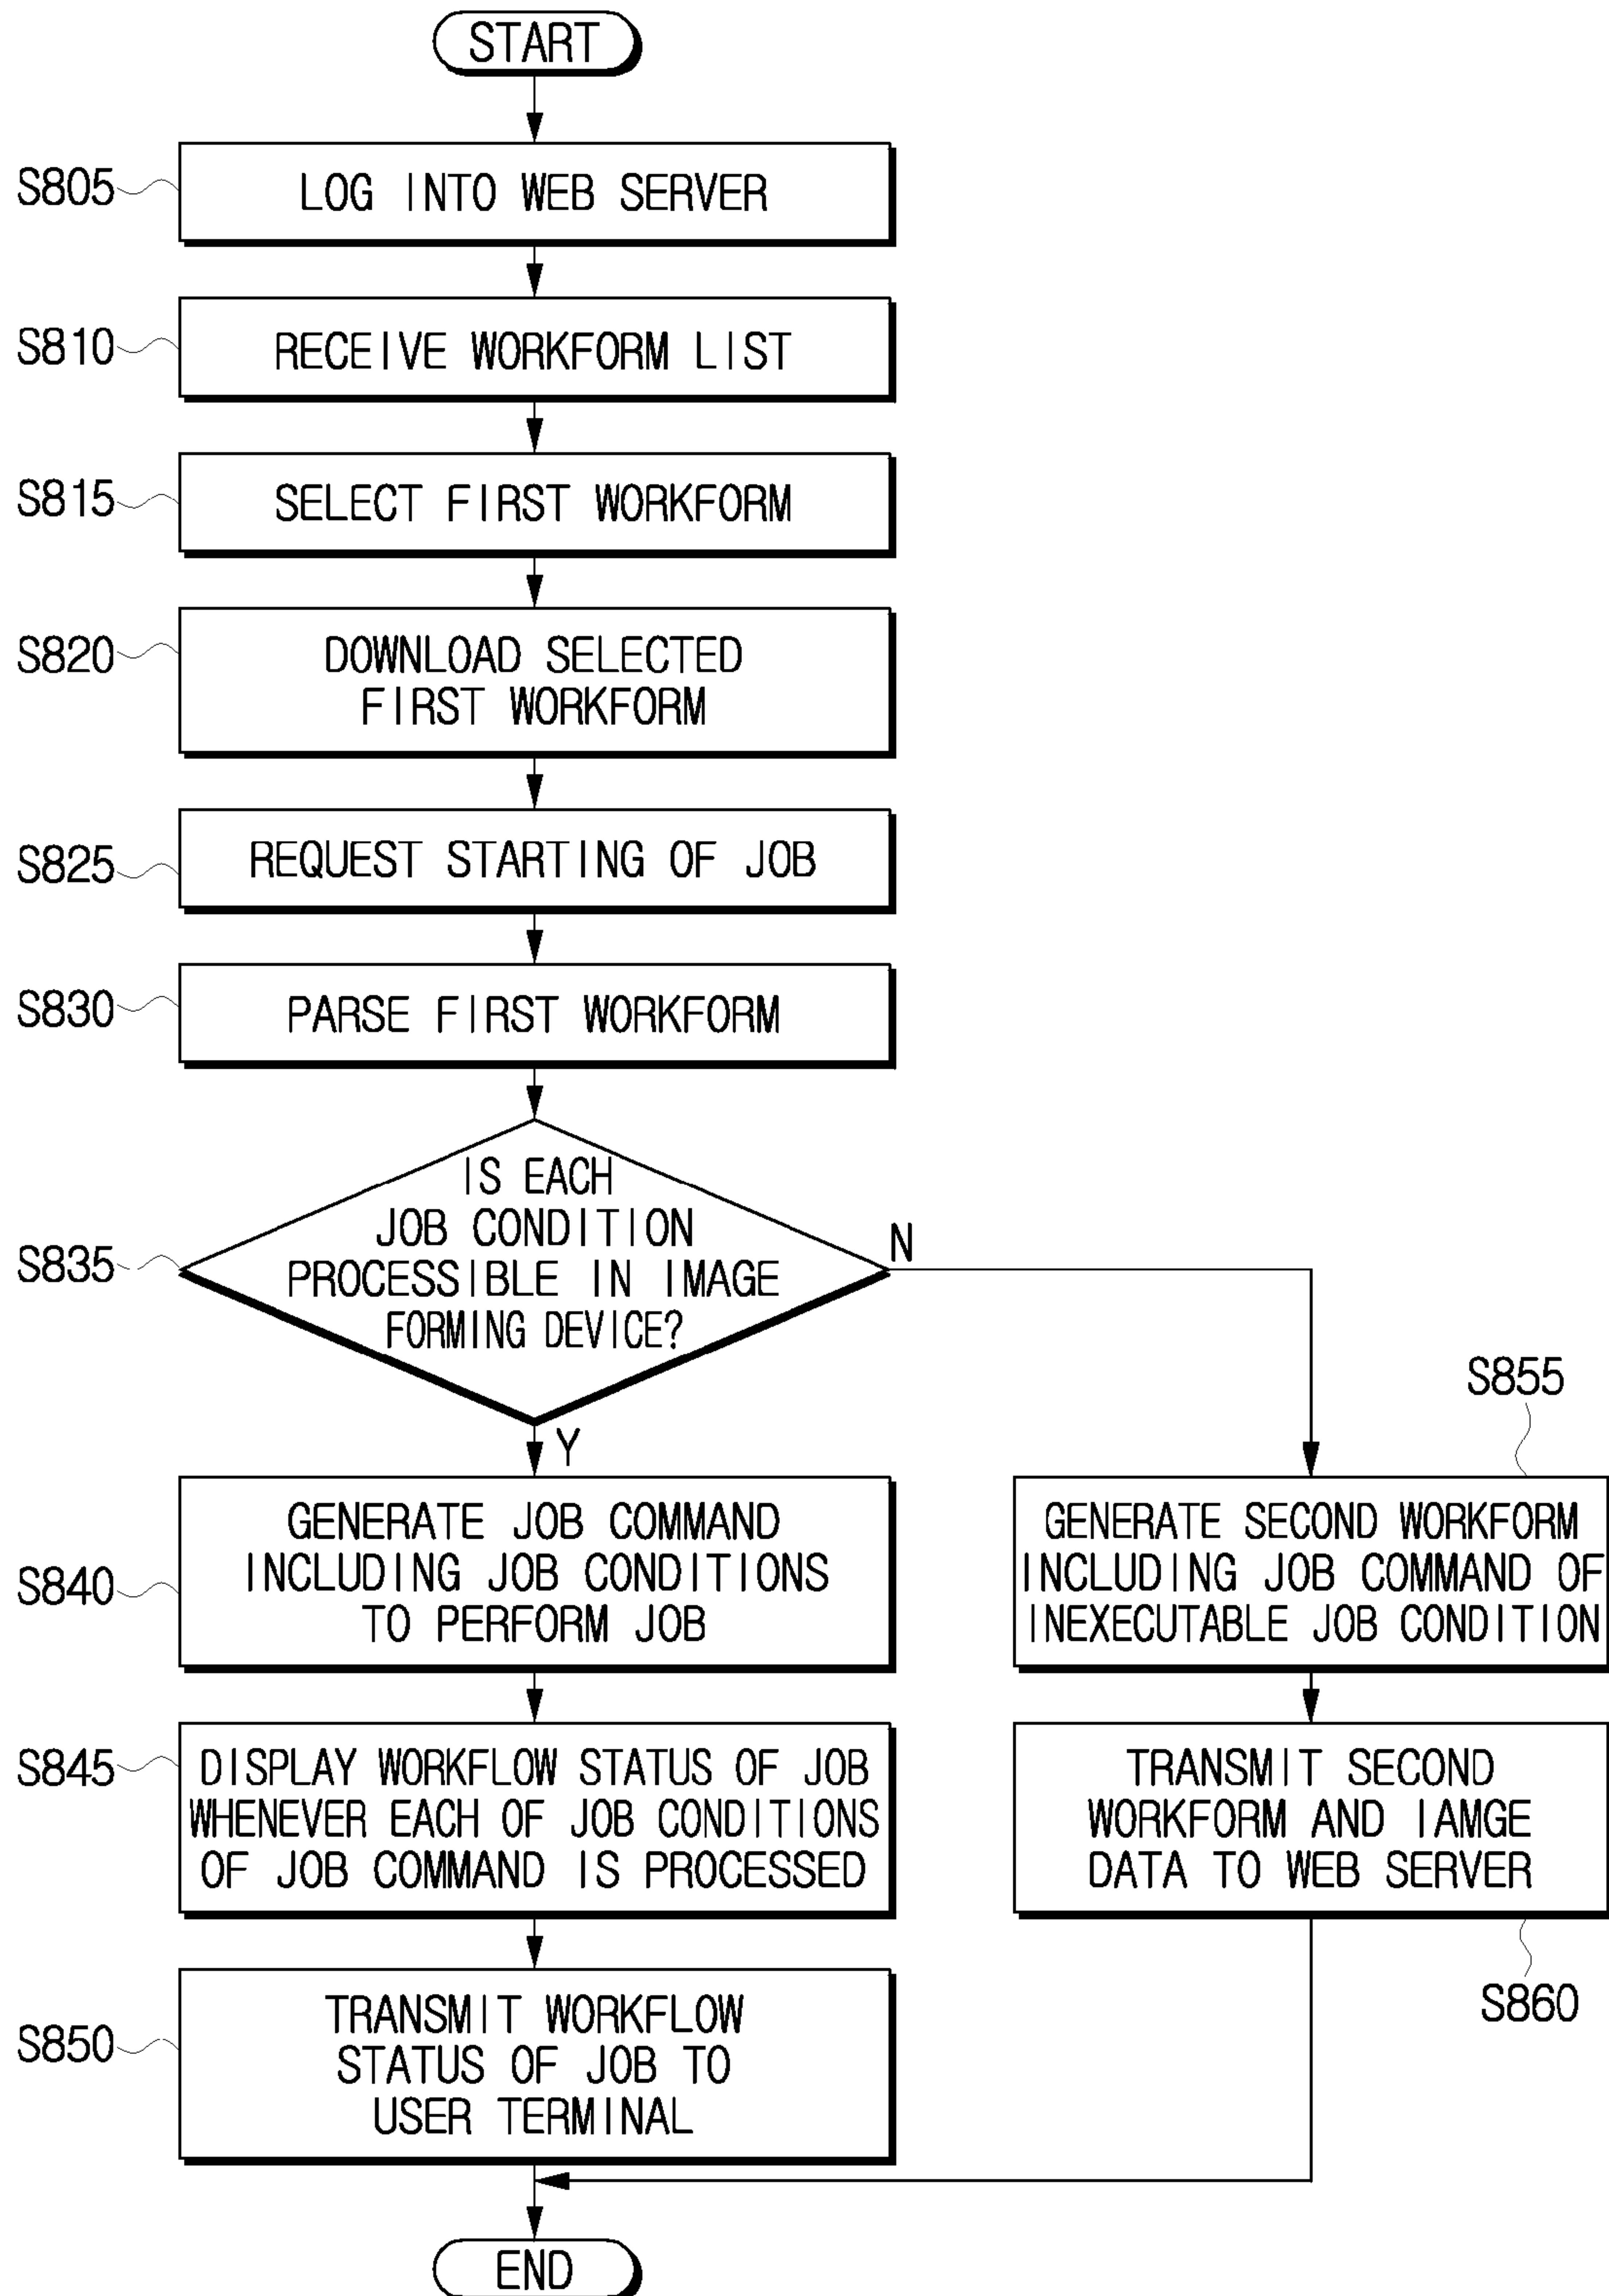 START
S805
LOG INTO WEB SERVER
S810
RECEIVE WORKFORM LIST
S815
SELECT FIRST WORKFORM
S820
DOWNLOAD SELECTED
FIRST WORKFORM
S825
REQUEST STARTING OF JOB
S830
PARSE FIRST WORKFORM
S835
IS EACH
JOB CONDITION
PROCESSIBLE IN IMAGE
FORMING DEVICE?
N
Y
S840
GENERATE JOB COMMAND
INCLUDING JOB CONDITIONS
TO PERFORM JOB
S855
GENERATE SECOND WORKFORM
INCLUDING JOB COMMAND OF
INEXECUTABLE JOB CONDITION
S845
DISPLAY WORKFLOW STATUS OF JOB
WHENEVER EACH OF JOB CONDITIONS
OF JOB COMMAND IS PROCESSED
TRANSMIT SECOND
WORKFORM AND IAMGE
DATA TO WEB SERVER
S860
S850
TRANSMIT WORKFLOW
STATUS OF JOB TO
USER TERMINAL
END